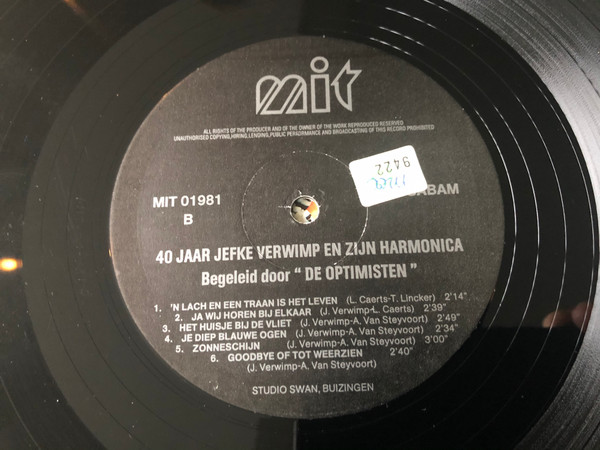 mit
ALL RIGHTS OF THE PRODUCER AND OF THE OWNER OF THE WORK REPRODUCED RESERVED
UNAUTHORISED COPYING, HIRING, LENDING, PUBLIC PERFORMANCE AND BROADCASTING OF THIS RECORD PROHIBITED
9422
MIT 01981
B
40 JAAR JEFKE VERWIMP EN ZIJN HARMONICA
Begeleid door " DE OPTIMISTEN "
1. 'N LACH EN EEN TRAAN IS HET LEVEN (L. Caerts-T. Lincker) 2'14"
2. JA WIJ HOREN BIJ ELKAAR (J. Verwimp-L. Caerts) 2'39"
3. HET HUISJE BIJ DE VLIET (J. Verwimp-A. Van Steyvoort) 2'49"
4. JE DIEP BLAUWE OGEN (J. Verwimp-A. Van Steyvoort) 2'34"
5. ZONNESCHIJN (J. Verwimp-A. Van Steyvoort) 3'00"
6. GOODBYE OF TOT WEERZIEN 2'40"
(J. Verwimp-A. Van Steyvoort)
STUDIO SWAN, BUIZINGEN